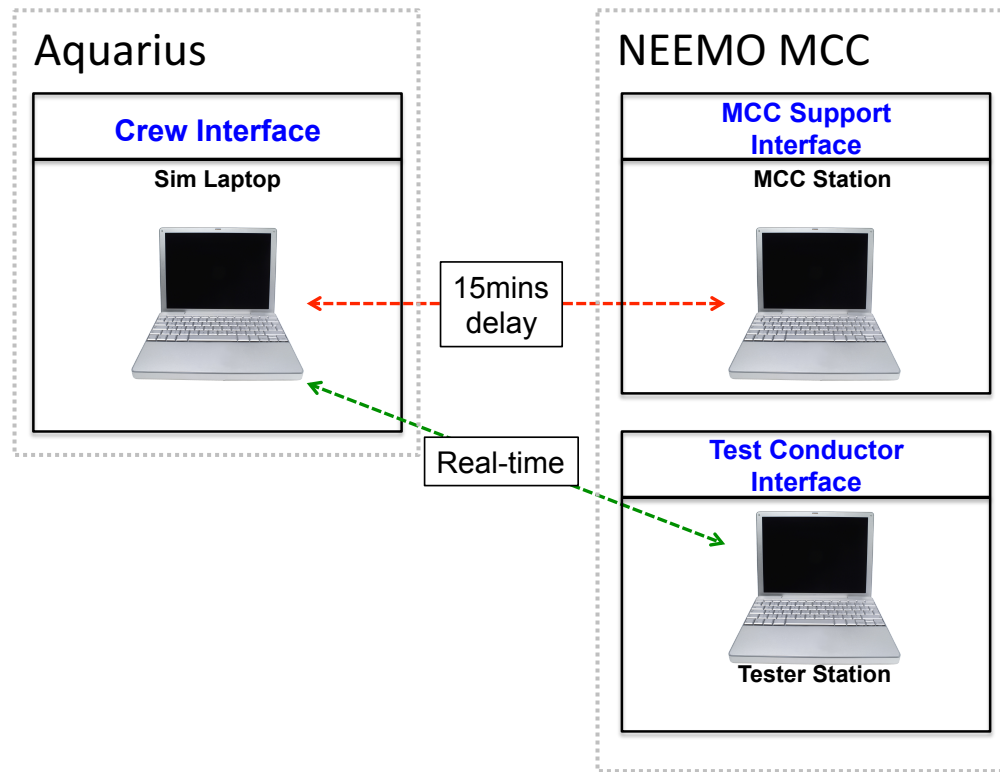 Aquarius
Crew Interface
Sim Laptop
15mins
delay
Real-time
NEEMO MCC
MCC Support
Interface
MCC Station
Test Conductor
Interface
Tester Station